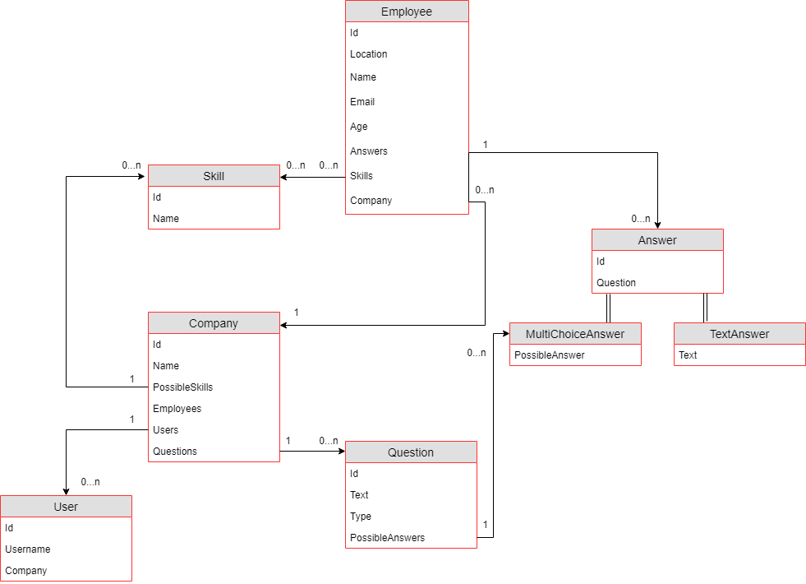 Employee
Id
Location
Name
Email
Age
Answers
Skills
Company
1
0...n
0...n
0...n
0...n
0...n
Skill
Id
Name
Answer
Id
Question
1
Company
Id
Name
PossibleSkills
Employees
Users
Questions
1
1
MultiChoiceAnswer
PossibleAnswer
TextAnswer
Text
0...n
1
0...n
Question
Id
Text
Type
PossibleAnswers
1
0...n
User
Id
Username
Company